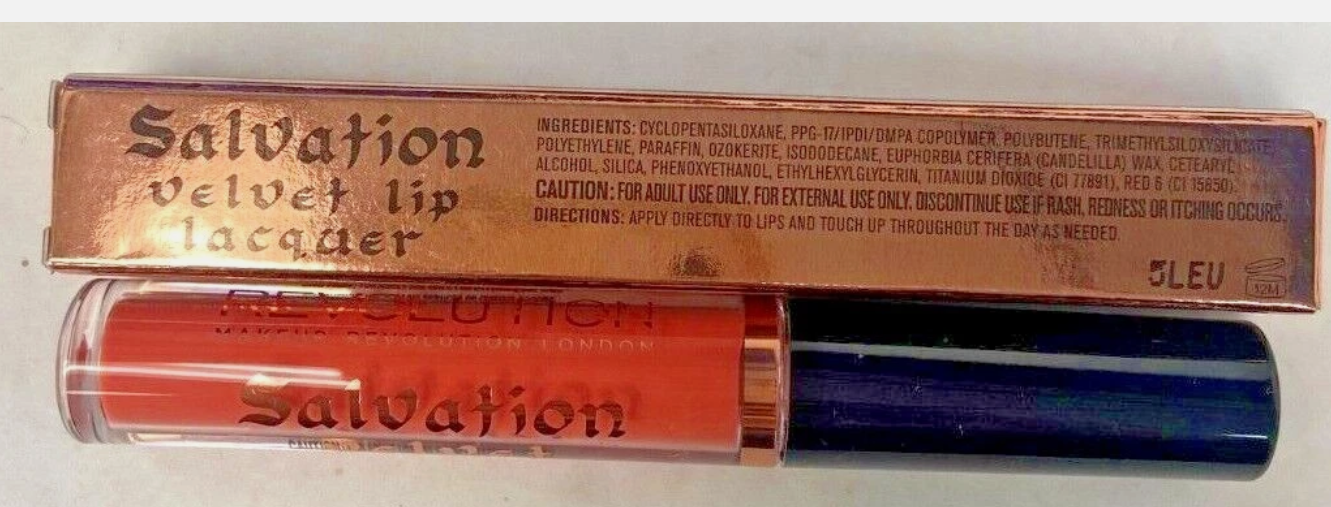 Salvation
velvet lip
lacquer
INGREDIENTS: CYCLOPENTASILOXANE, PPG-17/IPDI/DMPA COPOLYMER, POLYBUTENE, TRIMETHYLSILOXYSILICATE,
POLYETHYLENE, PARAFFIN, OZOKERITE, ISODODECANE, EUPHORBIA CERIFERA (CANDELILLA) WAX, CETEARYL
ALCOHOL, SILICA, PHENOXYETHANOL, ETHYLHEXYLGLYCERIN, TITANIUM DIOXIDE (CI 77891), RED 6 (CI 15850).
CAUTION: FOR ADULT USE ONLY. FOR EXTERNAL USE ONLY. DISCONTINUE USE IF RASH, REDNESS OR ITCHING OCCURS.
DIRECTIONS: APPLY DIRECTLY TO LIPS AND TOUCH UP THROUGHOUT THE DAY AS NEEDED.
12M
REVOLUTION
MAKEUP REVOLUTION LONDON
Salvation
velvet